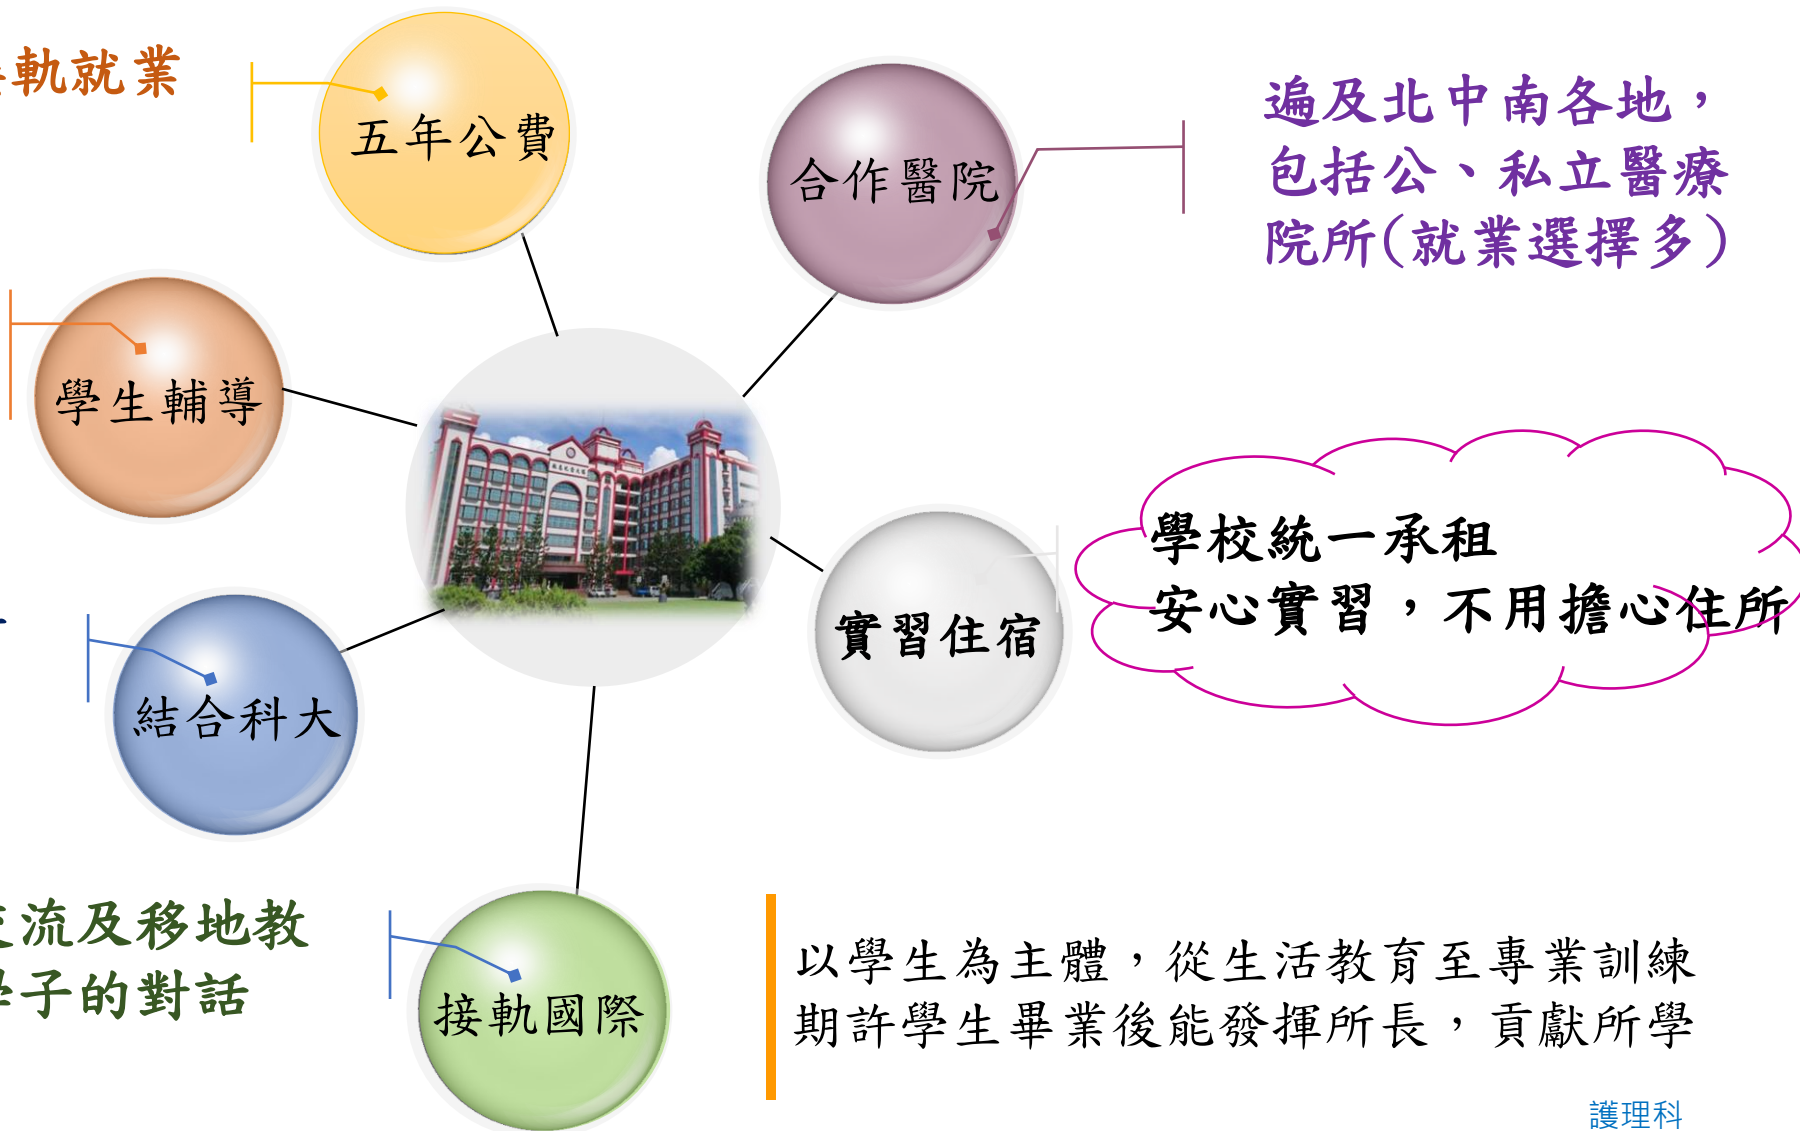 軌就業
五年公費
合作醫院
遍及北中南各地，
包括公、私立醫療
院所(就業選擇多)
學生輔導
學校統一承租
安心實習，不用擔心住所
實習住宿
結合科大
流及移地教
學子的對話
接軌國際
以學生為主體，從生活教育至專業訓練
期許學生畢業後能發揮所長，貢獻所學
護理科